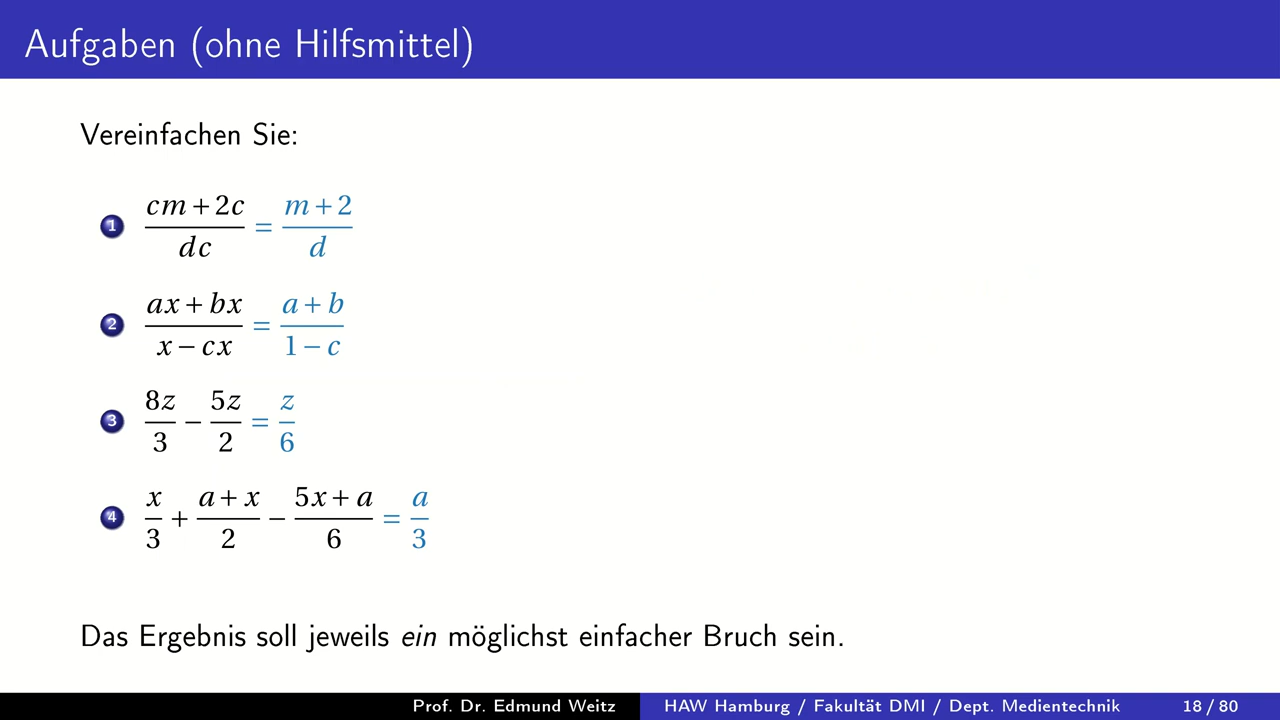 Aufgaben (ohne Hilfsmittel)
Vereinfachen Sie:
1 (cm + 2c)/(dc) = (m + 2)/d
2 (ax + bx)/(x − cx) = (a + b)/(1 − c)
3 8z/3 − 5z/2 = z/6
4 x/3 + (a + x)/2 − (5x + a)/6 = a/3
Das Ergebnis soll jeweils ein möglichst einfacher Bruch sein.
Prof. Dr. Edmund Weitz HAW Hamburg / Fakultät DMI / Dept. Medientechnik 18 / 80